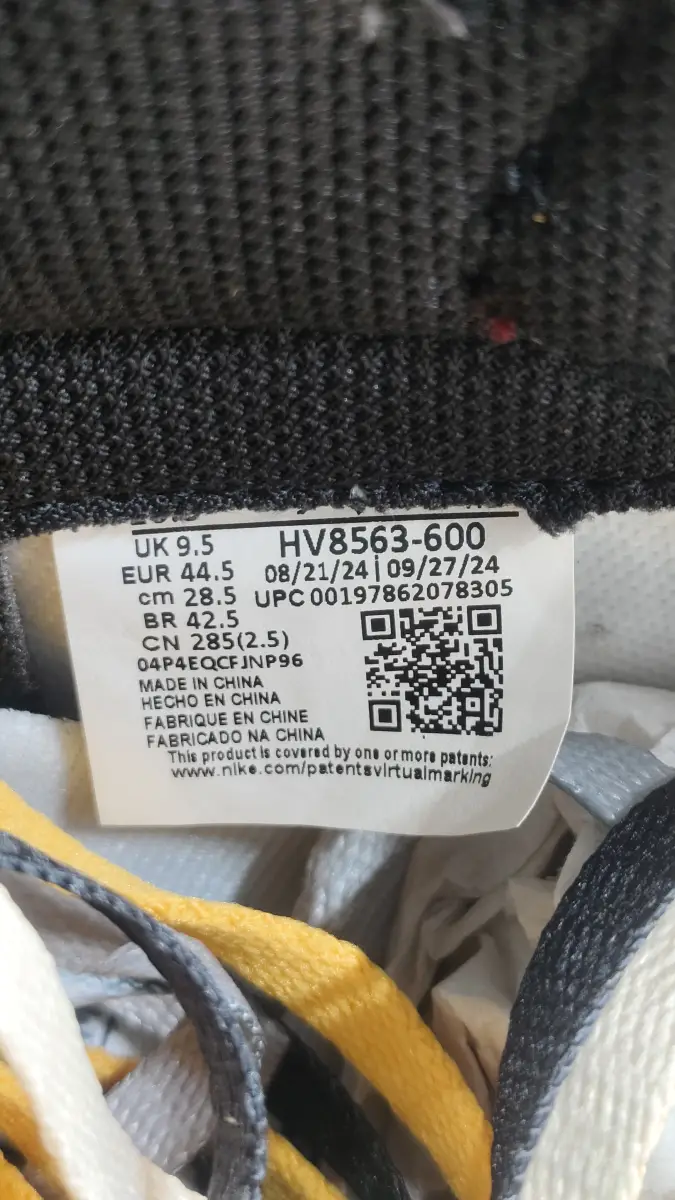 UK 9.5
HV8563-600
EUR 44.5
08/21/24 | 09/27/24
cm 28.5
UPC 00197862078305
BR 42.5
CN 285(2.5)
04P4EQCFJNP96
MADE IN CHINA
HECHO EN CHINA
FABRIQUE EN CHINE
FABRICADO NA CHINA
This product is covered by one or more patents:
www.nike.com/patentsvirtualmarking